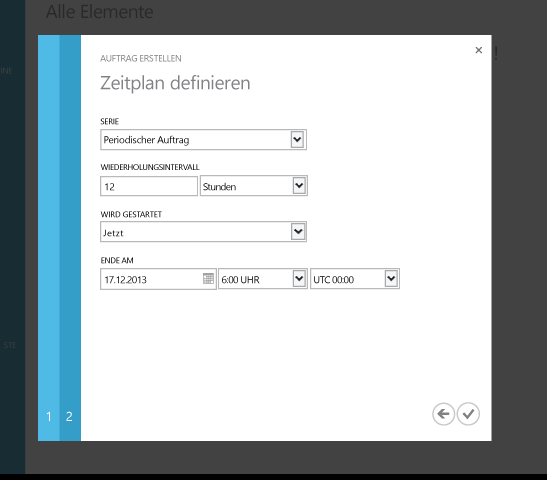 Alle Elemente
!
AUFTRAG ERSTELLEN
×
Zeitplan definieren
SERIE
Periodischer Auftrag
WIEDERHOLUNGSINTERVALL
12 Stunden
WIRD GESTARTET
Jetzt
ENDE AM
17.12.2013 6:00 UHR UTC 00:00
1 2